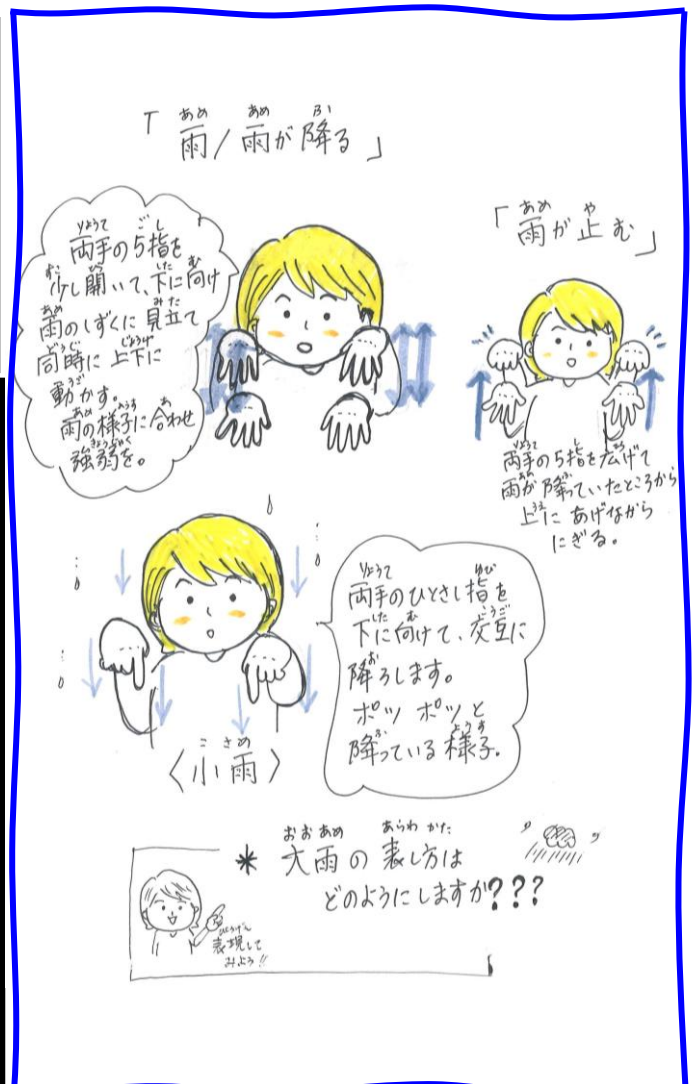 「雨/雨が降る」
両手の5指を
少し開いて、下に向け
雨のしずくに見立て
同時に上下に
動かす。
雨の様子に合わせ
強弱を。
「雨が止む」
両手の5指を広げて
雨が降っていたところから
上にあげながら
にぎる。
両手のひとさし指を
下に向けて、交互に
降ろします。
ポツ ポツと
降っている様子。
〈小雨〉
* 大雨の表し方は
どのようにしますか???
表現して
みよう!!